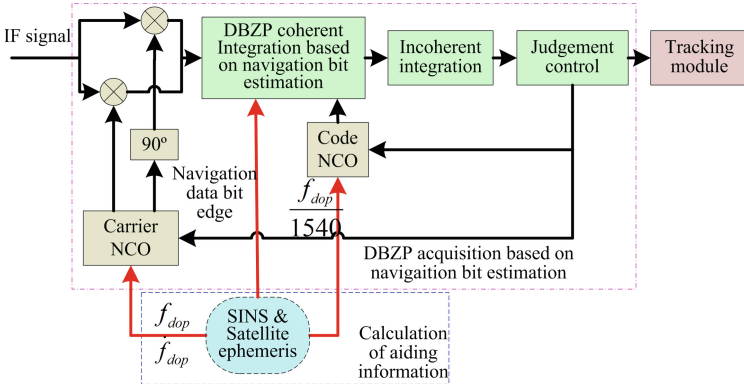 IF signal
DBZP coherent
Integration based
on navigation bit
estimation
Incoherent
integration
Judgement
control
Tracking
module
90º
Code
NCO
Navigation
data bit
edge
f_dop
1540
Carrier
NCO
DBZP acquisition based on
navigaition bit estimation
f_dop
ḟ_dop
SINS &
Satellite
ephemeris
Calculation
of aiding
information